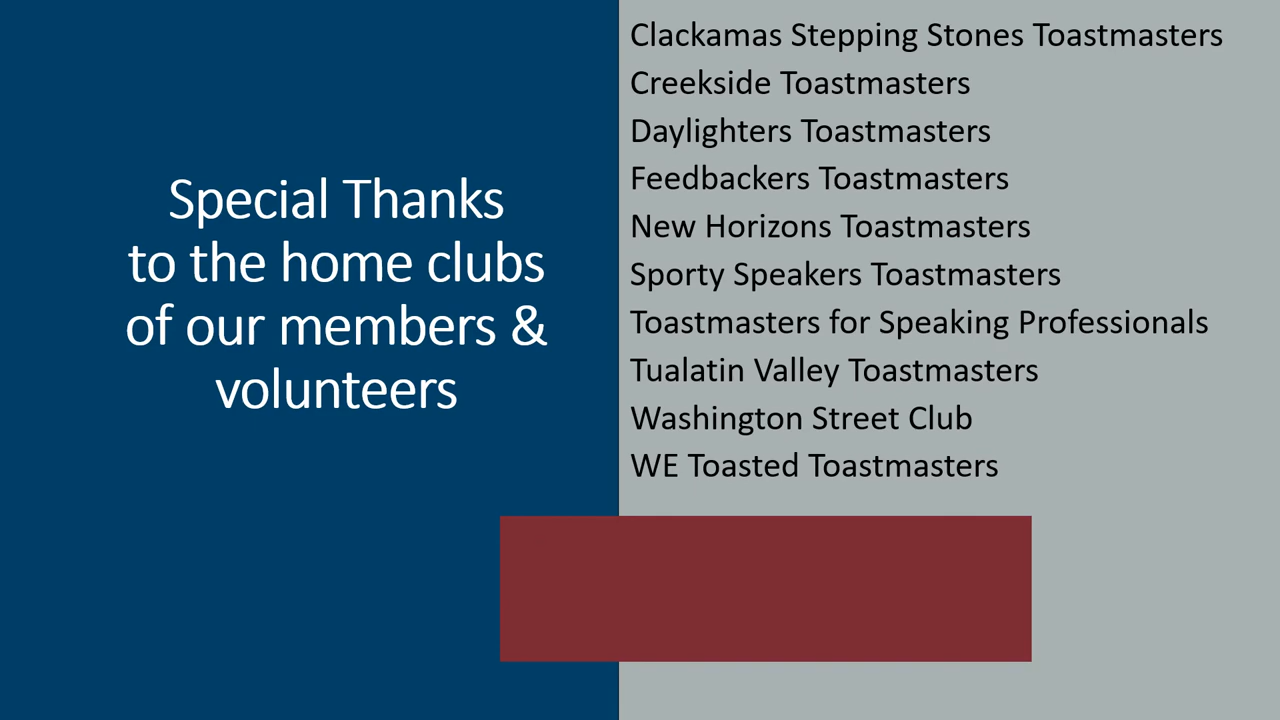 Special Thanks
to the home clubs
of our members &
volunteers
Clackamas Stepping Stones Toastmasters
Creekside Toastmasters
Daylighters Toastmasters
Feedbackers Toastmasters
New Horizons Toastmasters
Sporty Speakers Toastmasters
Toastmasters for Speaking Professionals
Tualatin Valley Toastmasters
Washington Street Club
WE Toasted Toastmasters